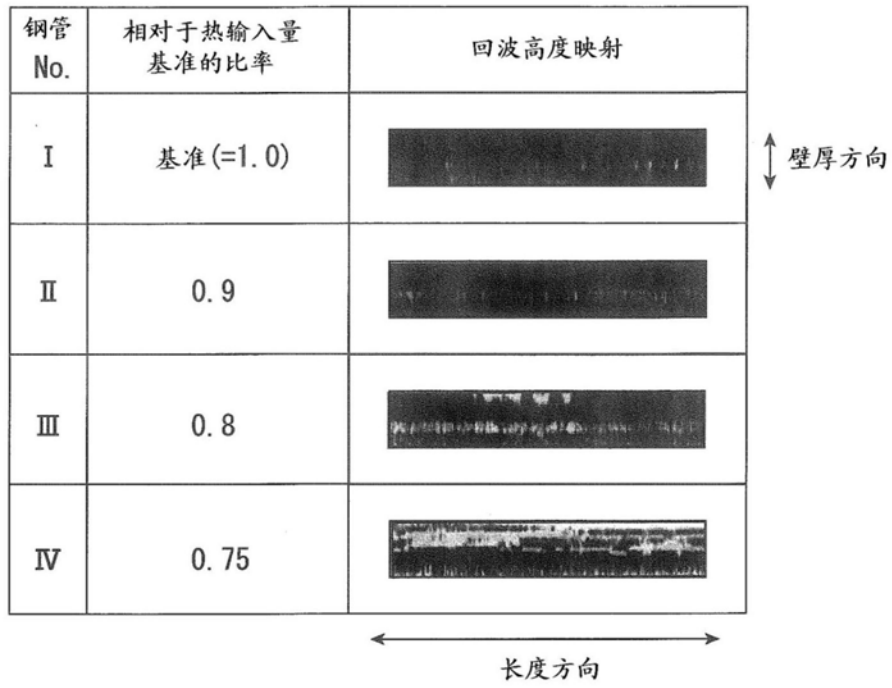 钢管
No.
相对于热输入量
基准的比率
回波高度映射
I
基准(=1.0)
壁厚方向
II
0.9
III
0.8
IV
0.75
长度方向